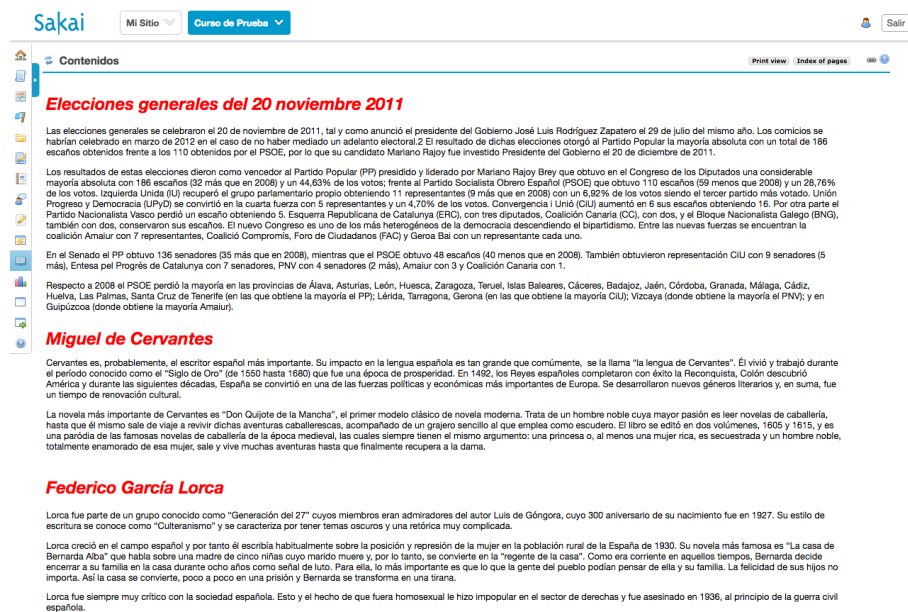 Sakai
Mi Sitio
Curso de Prueba
Salir
Contenidos
Print view
Index of pages
Elecciones generales del 20 noviembre 2011
Las elecciones generales se celebraron el 20 de noviembre de 2011, tal y como anunció el presidente del Gobierno José Luis Rodríguez Zapatero el 29 de julio del mismo año. Los comicios se
habrían celebrado en marzo de 2012 en el caso de no haber mediado un adelanto electoral.2 El resultado de dichas elecciones otorgó al Partido Popular la mayoría absoluta con un total de 186
escaños obtenidos frente a los 110 obtenidos por el PSOE, por lo que su candidato Mariano Rajoy fue investido Presidente del Gobierno el 20 de diciembre de 2011.
Los resultados de estas elecciones dieron como vencedor al Partido Popular (PP) presidido y liderado por Mariano Rajoy Brey que obtuvo en el Congreso de los Diputados una considerable
mayoría absoluta con 186 escaños (32 más que en 2008) y un 44,63% de los votos; frente al Partido Socialista Obrero Español (PSOE) que obtuvo 110 escaños (59 menos que 2008) y un 28,76%
de los votos. Izquierda Unida (IU) recuperó el grupo parlamentario propio obteniendo 11 representantes (9 más que en 2008) con un 6,92% de los votos siendo el tercer partido más votado. Unión
Progreso y Democracia (UPyD) se convirtió en la cuarta fuerza con 5 representantes y un 4,70% de los votos. Convergencia i Unió (CiU) aumentó en 6 sus escaños obteniendo 16. Por otra parte el
Partido Nacionalista Vasco perdió un escaño obteniendo 5. Esquerra Republicana de Catalunya (ERC), con tres diputados, Coalición Canaria (CC), con dos, y el Bloque Nacionalista Galego (BNG),
también con dos, conservaron sus escaños. El nuevo Congreso es uno de los más heterogéneos de la democracia descendiendo el bipartidismo. Entre las nuevas fuerzas se encuentran la
coalición Amaiur con 7 representantes, Coalició Compromís, Foro de Ciudadanos (FAC) y Geroa Bai con un representante cada uno.
En el Senado el PP obtuvo 136 senadores (35 mas que en 2008), mientras que el PSOE obtuvo 48 escaños (40 menos que en 2008). También obtuvieron representación CiU con 9 senadores (5
más), Entesa pel Progrés de Catalunya con 7 senadores, PNV con 4 senadores (2 más), Amaiur con 3 y Coalición Canaria con 1.
Respecto a 2008 el PSOE perdió la mayoría en las provincias de Álava, Asturias, León, Huesca, Zaragoza, Teruel, Islas Baleares, Cáceres, Badajoz, Jaén, Córdoba, Granada, Málaga, Cádiz,
Huelva, Las Palmas, Santa Cruz de Tenerife (en las que obtiene la mayoría el PP); Lérida, Tarragona, Gerona (en las que obtiene la mayoría CiU); Vizcaya (donde obtiene la mayoría el PNV); y en
Guipúzcoa (donde obtiene la mayoría Amaiur).
Miguel de Cervantes
Cervantes es, probablemente, el escritor español más importante. Su impacto en la lengua española es tan grande que comúmente, se la llama “la lengua de Cervantes”. Él vivió y trabajó durante
el período conocido como el “Siglo de Oro” (de 1550 hasta 1680) que fue una época de prosperidad. En 1492, los Reyes españoles completaron con éxito la Reconquista, Colón descubrió
América y durante las siguientes décadas, España se convirtió en una de las fuerzas políticas y económicas más importantes de Europa. Se desarrollaron nuevos géneros literarios y, en suma, fue
un tiempo de renovación cultural.
La novela más importante de Cervantes es “Don Quijote de la Mancha”, el primer modelo clásico de novela moderna. Trata de un hombre noble cuya mayor pasión es leer novelas de caballería,
hasta que él mismo sale de viaje a revivir dichas aventuras caballerescas, acompañado de un grajero sencillo al que emplea como escudero. El libro se editó en dos volúmenes, 1605 y 1615, y es
una paródia de las famosas novelas de caballería de la época medieval, las cuales siempre tienen el mismo argumento: una princesa o, al menos una mujer rica, es secuestrada y un hombre noble,
totalmente enamorado de esa mujer, sale y vive muchas aventuras hasta que finalmente recupera a la dama.
Federico García Lorca
Lorca fue parte de un grupo conocido como “Generación del 27” cuyos miembros eran admiradores del autor Luis de Góngora, cuyo 300 aniversario de su nacimiento fue en 1927. Su estilo de
escritura se conoce como “Culteranismo” y se caracteriza por tener temas oscuros y una retórica muy complicada.
Lorca creció en el campo español y por tanto él escribía habitualmente sobre la posición y represión de la mujer en la población rural de la España de 1930. Su novela más famosa es “La casa de
Bernarda Alba” que habla sobre una madre de cinco niñas cuyo marido muere y, por lo tanto, se convierte en la “regente de la casa”. Como era corriente en aquellos tiempos, Bernarda decide
encerrar a su familia en la casa durante ocho años como señal de luto. Para ella, lo más importante es que lo que la gente del pueblo podían pensar de ella y su familia. La felicidad de sus hijos no
importa. Así la casa se convierte, poco a poco en una prisión y Bernarda se transforma en una tirana.
Lorca fue siempre muy crítico con la sociedad española. Esto y el hecho de que fuera homosexual le hizo impopular en el sector de derechas y fue asesinado en 1936, al principio de la guerra civil
española.